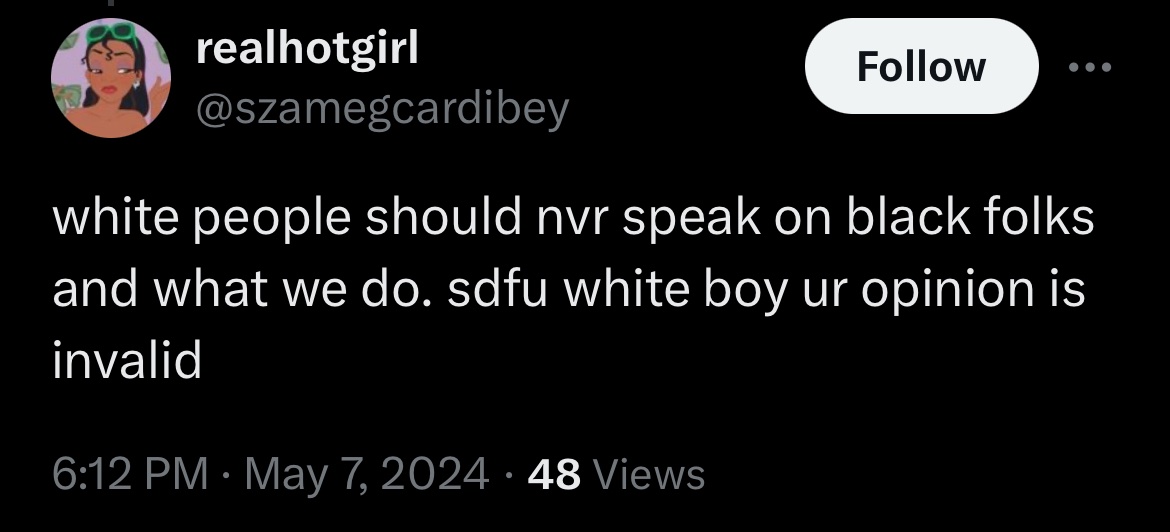 realhotgirl
Follow
@szamegcardibey
white people should nvr speak on black folks
and what we do. sdfu white boy ur opinion is
invalid
6:12 PM · May 7, 2024 · 48 Views